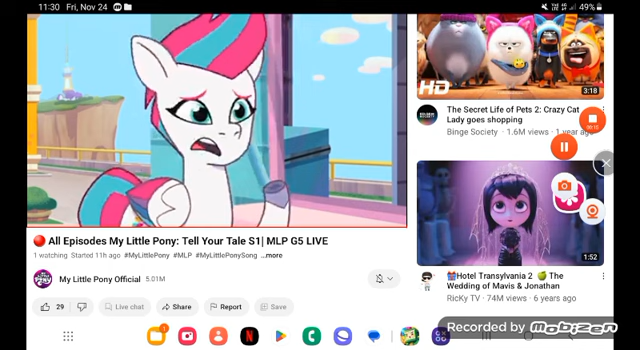 11:30 Fri, Nov 24
49%
HD
3:18
The Secret Life of Pets 2: Crazy Cat
Lady goes shopping
Binge Society · 1.6M views · 1 year ago
🔴 All Episodes My Little Pony: Tell Your Tale S1| MLP G5 LIVE
1 watching Started 11h ago #MyLittlePony #MLP #MyLittlePonySong ...more
My Little Pony Official 5.01M
29
Live chat
Share
Report
Save
1:52
🎁Hotel Transylvania 2 🍏 The
Wedding of Mavis & Jonathan
RicKy TV · 74M views · 6 years ago
Recorded by Mobizen